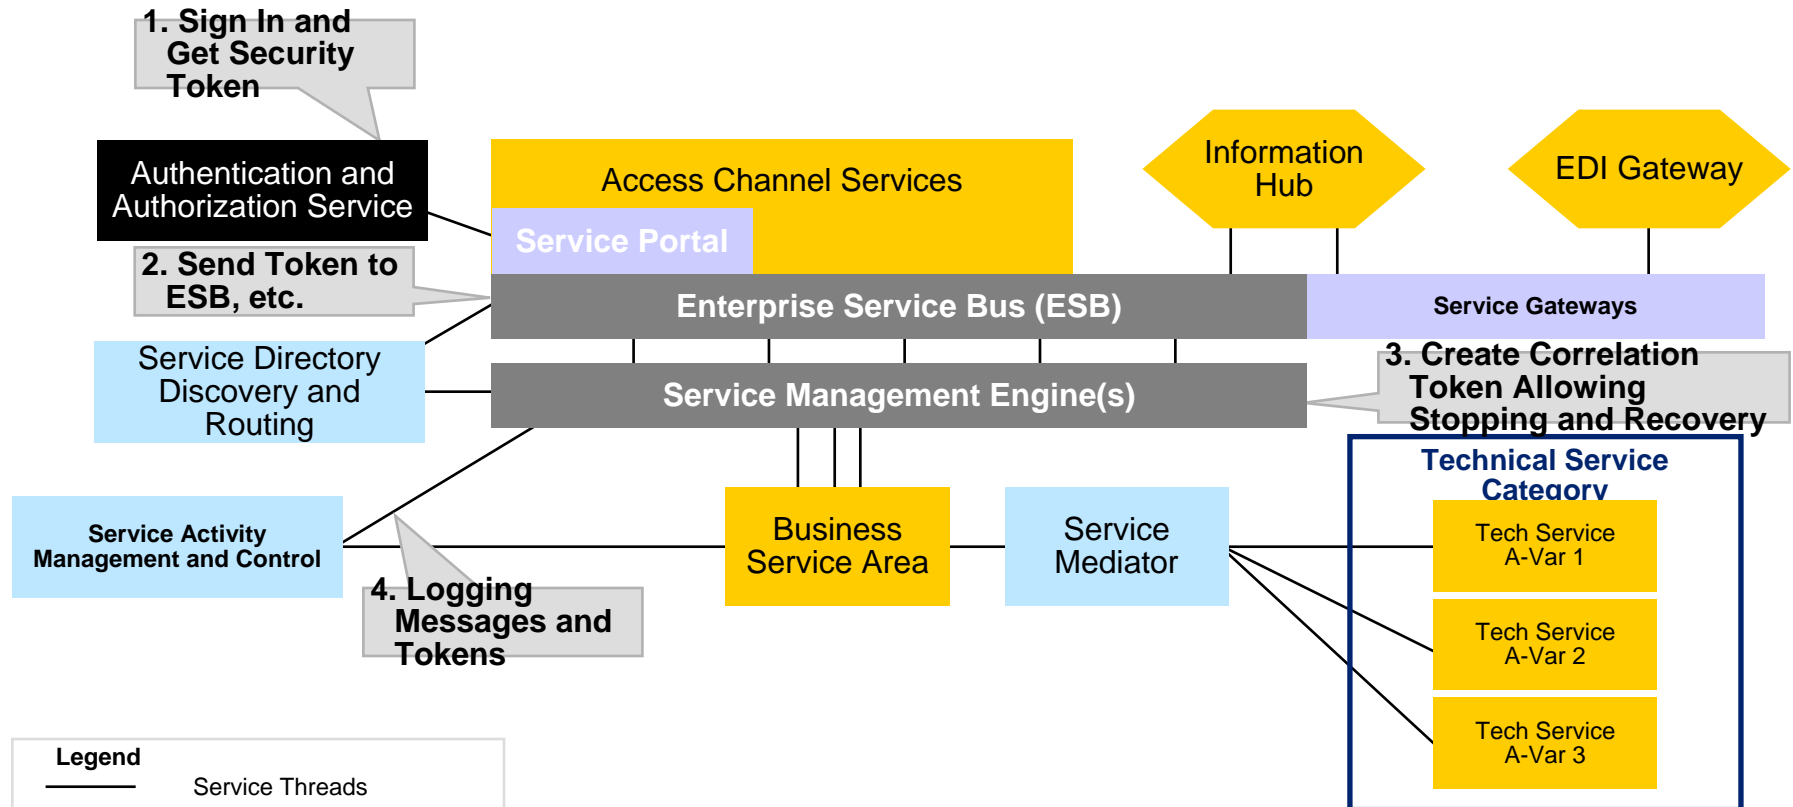 1. Sign In and
Get Security
Token
Authentication and
Authorization Service
Access Channel Services
Service Portal
Information
Hub
EDI Gateway
2. Send Token to
ESB, etc.
Enterprise Service Bus (ESB)
Service Gateways
Service Directory
Discovery and
Routing
Service Management Engine(s)
3. Create Correlation
Token Allowing
Stopping and Recovery
Technical Service
Category
Service Activity
Management and Control
Business
Service Area
Service
Mediator
Tech Service
A-Var 1
4. Logging
Messages and
Tokens
Tech Service
A-Var 2
Tech Service
A-Var 3
Legend
Service Threads